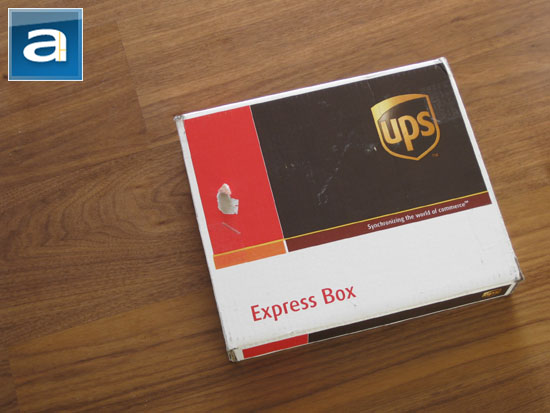 a
ups
Synchronizing the world of commerce™
Express Box